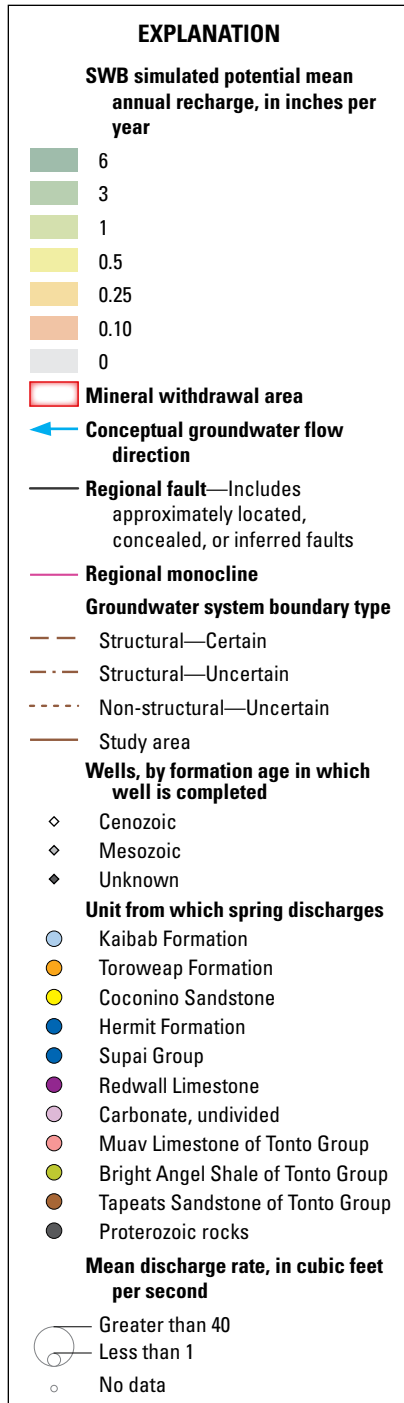 EXPLANATION
SWB simulated potential mean
annual recharge, in inches per
year
6
3
1
0.5
0.25
0.10
0
Mineral withdrawal area
Conceptual groundwater flow
direction
Regional fault—Includes
approximately located,
concealed, or inferred faults
Regional monocline
Groundwater system boundary type
Structural—Certain
Structural—Uncertain
Non-structural—Uncertain
Study area
Wells, by formation age in which
well is completed
Cenozoic
Mesozoic
Unknown
Unit from which spring discharges
Kaibab Formation
Toroweap Formation
Coconino Sandstone
Hermit Formation
Supai Group
Redwall Limestone
Carbonate, undivided
Muav Limestone of Tonto Group
Bright Angel Shale of Tonto Group
Tapeats Sandstone of Tonto Group
Proterozoic rocks
Mean discharge rate, in cubic feet
per second
Greater than 40
Less than 1
No data